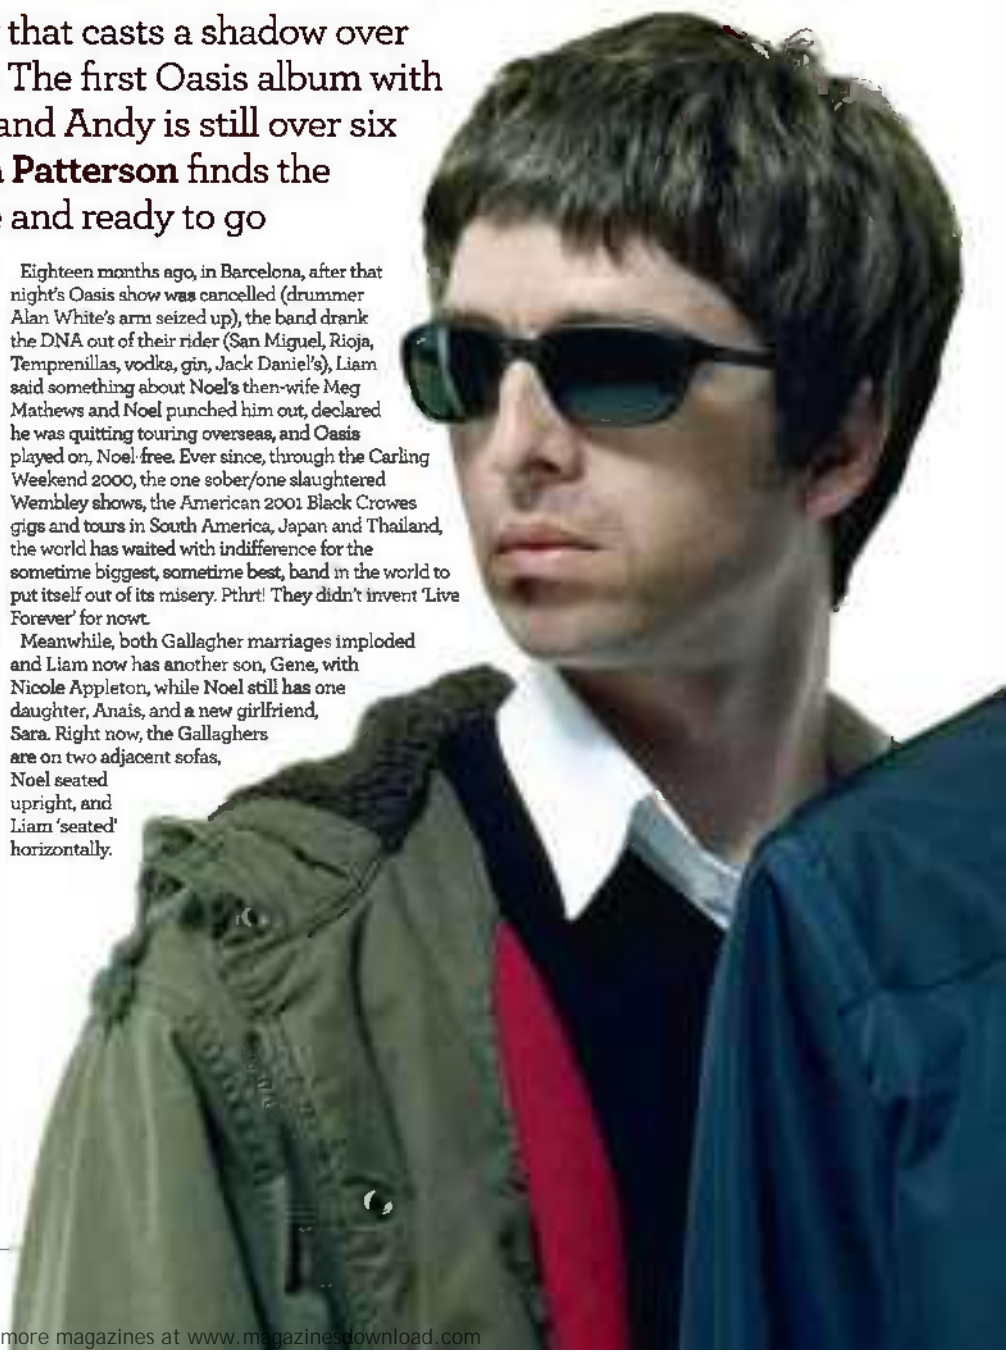 that casts a shadow over
The first Oasis album with
and Andy is still over six
Patterson finds the
and ready to go
Eighteen months ago, in Barcelona, after that
night's Oasis show was cancelled (drummer
Alan White's arm seized up), the band drank
the DNA out of their rider (San Miguel, Rioja,
Temprenillas, vodka, gin, Jack Daniel's), Liam
said something about Noel's then-wife Meg
Mathews and Noel punched him out, declared
he was quitting touring overseas, and Oasis
played on, Noel-free. Ever since, through the Carling
Weekend 2000, the one sober/one slaughtered
Wembley shows, the American 2001 Black Crowes
gigs and tours in South America, Japan and Thailand,
the world has waited with indifference for the
sometime biggest, sometime best, band in the world to
put itself out of its misery. Pthrt! They didn't invent 'Live
Forever' for nowt.
Meanwhile, both Gallagher marriages imploded
and Liam now has another son, Gene, with
Nicole Appleton, while Noel still has one
daughter, Anais, and a new girlfriend,
Sara. Right now, the Gallaghers
are on two adjacent sofas,
Noel seated
upright, and
Liam 'seated'
horizontally.
more magazines at www.magazinesdownload.com